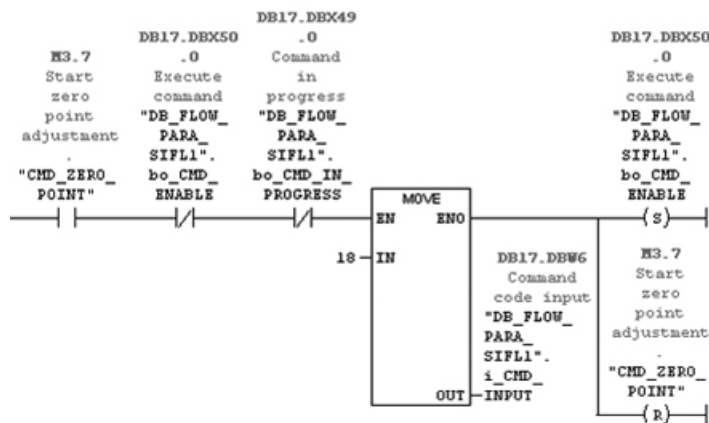 M3.7
Start
zero
point
adjustment
.
"CMD_ZERO_
POINT"
DB17.DBX50
.0
Execute
command
"DB_FLOW_
PARA_
SIFL1".
bo_CMD_
ENABLE
DB17.DBX49
.0
Command
in
progress
"DB_FLOW_
PARA_
SIFL1".
bo_CMD_IN_
PROGRESS
MOVE
EN ENO
18 IN
OUT
DB17.DBW6
Command
code input
"DB_FLOW_
PARA_
SIFL1".
i_CMD_
INPUT
DB17.DBX50
.0
Execute
command
"DB_FLOW_
PARA_
SIFL1".
bo_CMD_
ENABLE
(S)
M3.7
Start
zero
point
adjustment
.
"CMD_ZERO_
POINT"
(R)